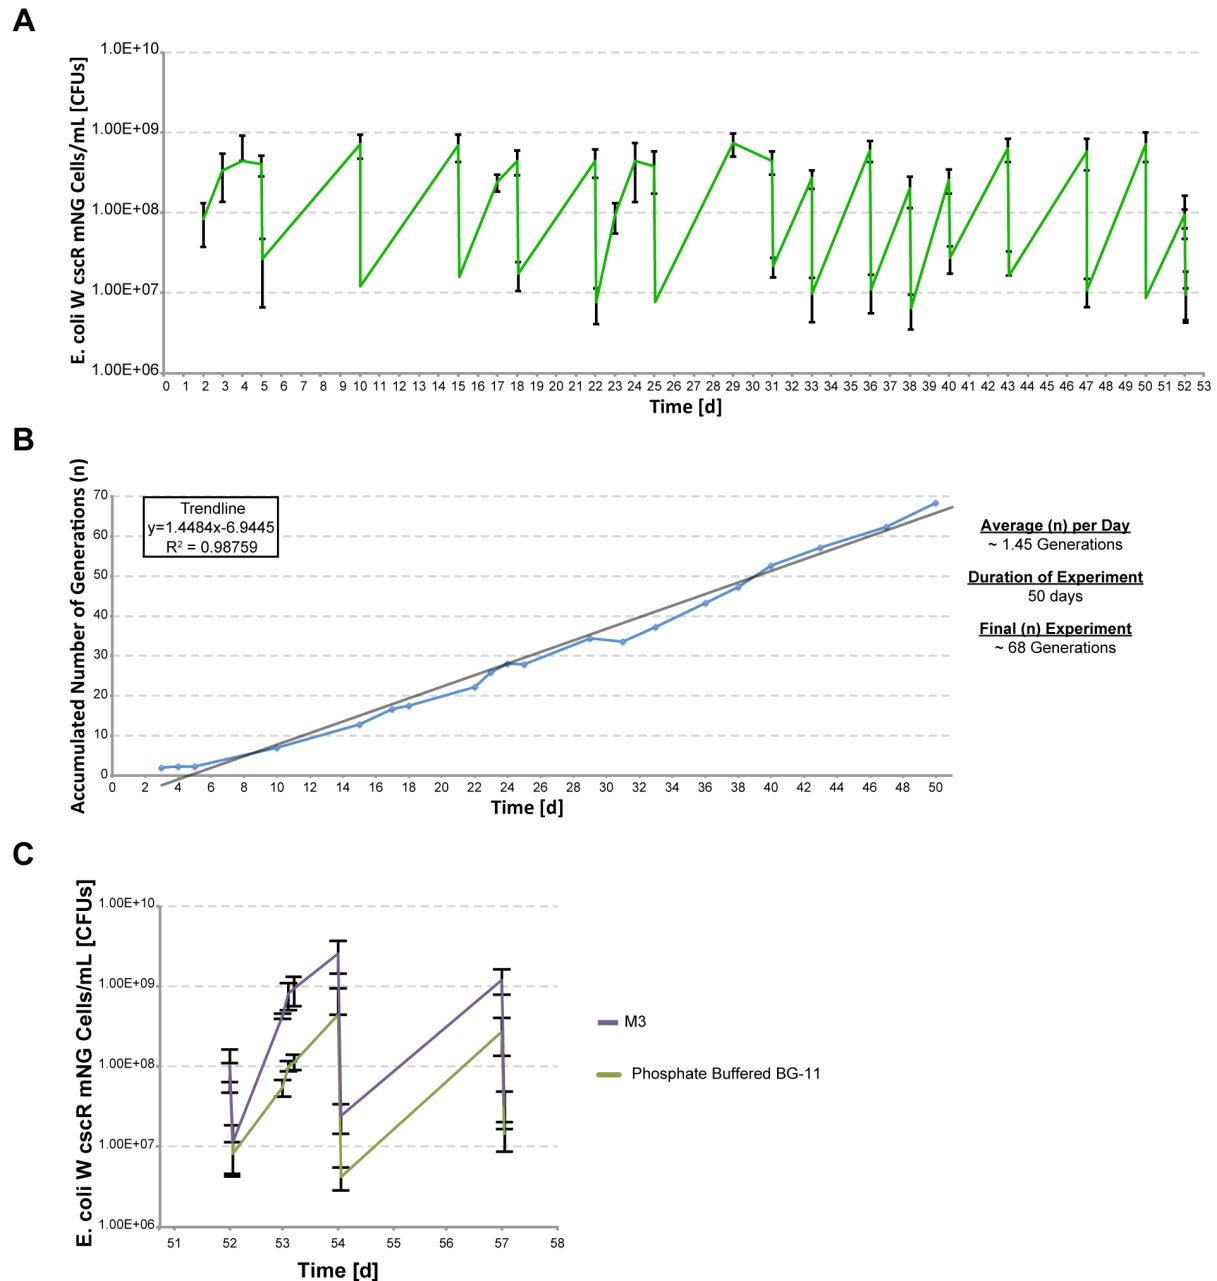 A
E. coli W cscR mNG Cells/mL [CFUs]
1.0E+10
1.00E+09
1.00E+08
1.00E+07
1.00E+06
0 1 2 3 4 5 6 7 8 9 10 11 12 13 14 15 16 17 18 19 20 21 22 23 24 25 26 27 28 29 30 31 32 33 34 35 36 37 38 39 40 41 42 43 44 45 46 47 48 49 50 51 52 53
Time [d]
B
Accumulated Number of Generations (n)
70
60
50
40
30
20
10
0
Trendline
y=1.4484x-6.9445
R² = 0.98759
0 2 4 6 8 10 12 14 16 18 20 22 24 26 28 30 32 34 36 38 40 42 44 46 48 50
Time [d]
Average (n) per Day
~ 1.45 Generations
Duration of Experiment
50 days
Final (n) Experiment
~ 68 Generations
C
E. coli W cscR mNG Cells/mL [CFUs]
1.00E+10
1.00E+09
1.00E+08
1.00E+07
1.00E+06
51 52 53 54 55 56 57 58
Time [d]
M3
Phosphate Buffered BG-11